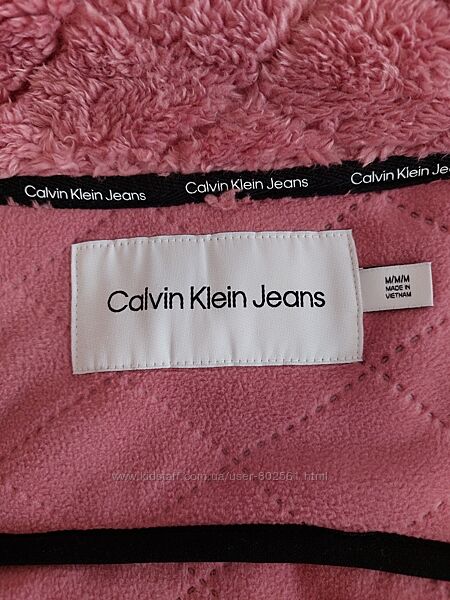 Calvin Klein Jeans
Calvin Klein Jeans
Calvin Klein Jeans
Calvin Klein Jeans
M/M/M
MADE IN
VIETNAM
www.kidstaff.com.ua/user-802561.html